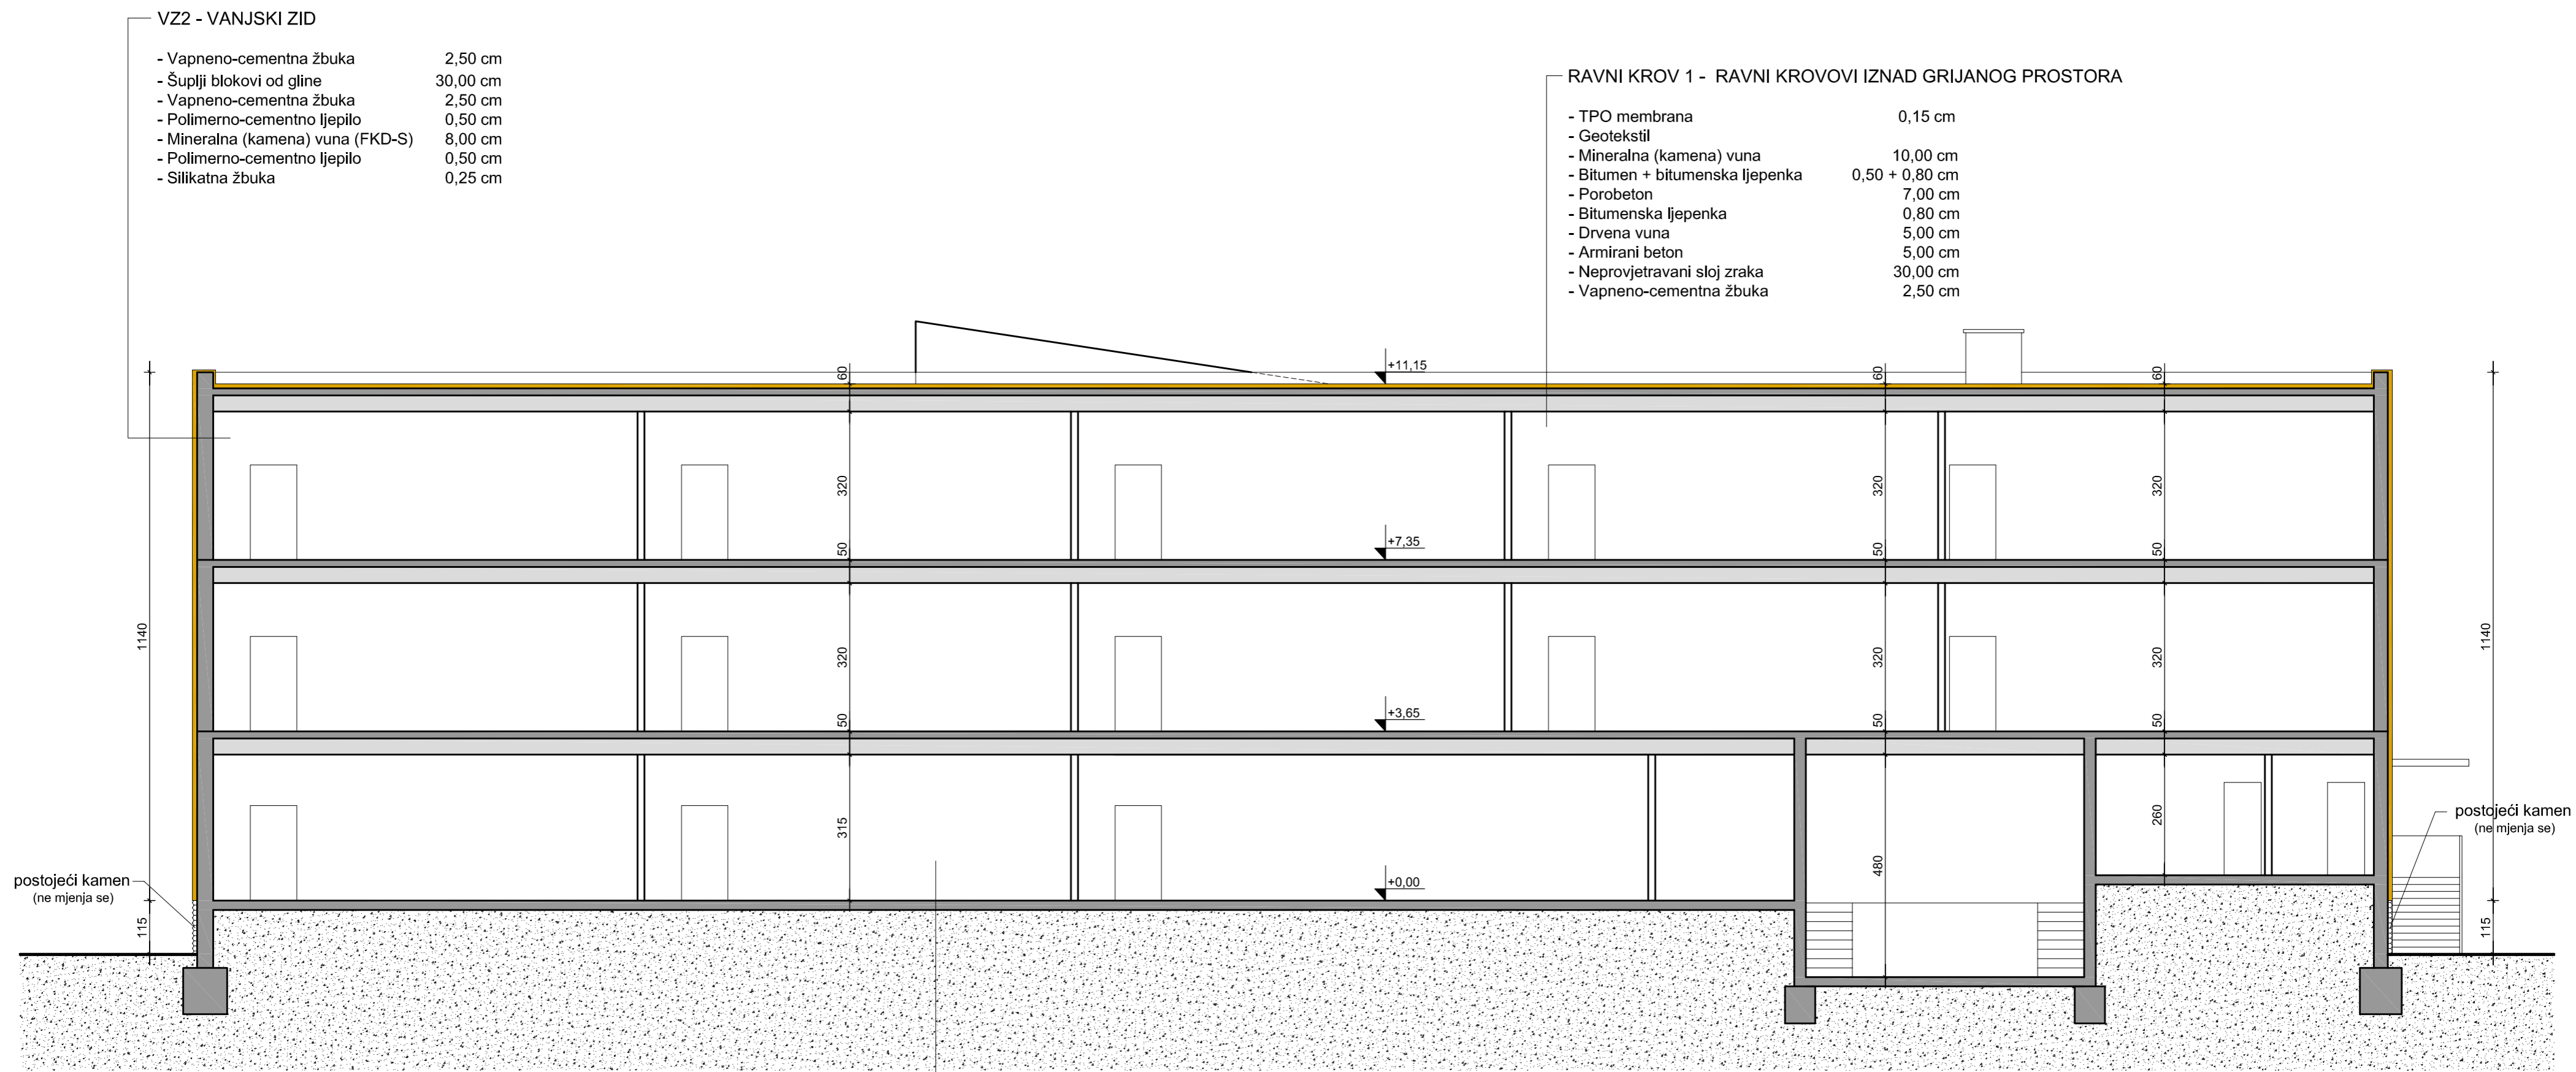 VZ2 - VANJSKI ZID
- Vapneno-cementna žbuka 2,50 cm
- Šuplji blokovi od gline 30,00 cm
- Vapneno-cementna žbuka 2,50 cm
- Polimerno-cementno ljepilo 0,50 cm
- Mineralna (kamena) vuna (FKD-S) 8,00 cm
- Polimerno-cementno ljepilo 0,50 cm
- Silikatna žbuka 0,25 cm
RAVNI KROV 1 - RAVNI KROVOVI IZNAD GRIJANOG PROSTORA
- TPO membrana 0,15 cm
- Geotekstil
- Mineralna (kamena) vuna 10,00 cm
- Bitumen + bitumenska ljepenka 0,50 + 0,80 cm
- Porobeton 7,00 cm
- Bitumenska ljepenka 0,80 cm
- Drvena vuna 5,00 cm
- Armirani beton 5,00 cm
- Neprovjetravani sloj zraka 30,00 cm
- Vapneno-cementna žbuka 2,50 cm
60 +11,15 60 60
320 320 320
50 +7,35 50 50
1140 320 320 320 1140
50 +3,65 50 50
315 480 260
+0,00
postojeći kamen
(ne mjenja se)
115
postojeći kamen
(ne mjenja se)
115